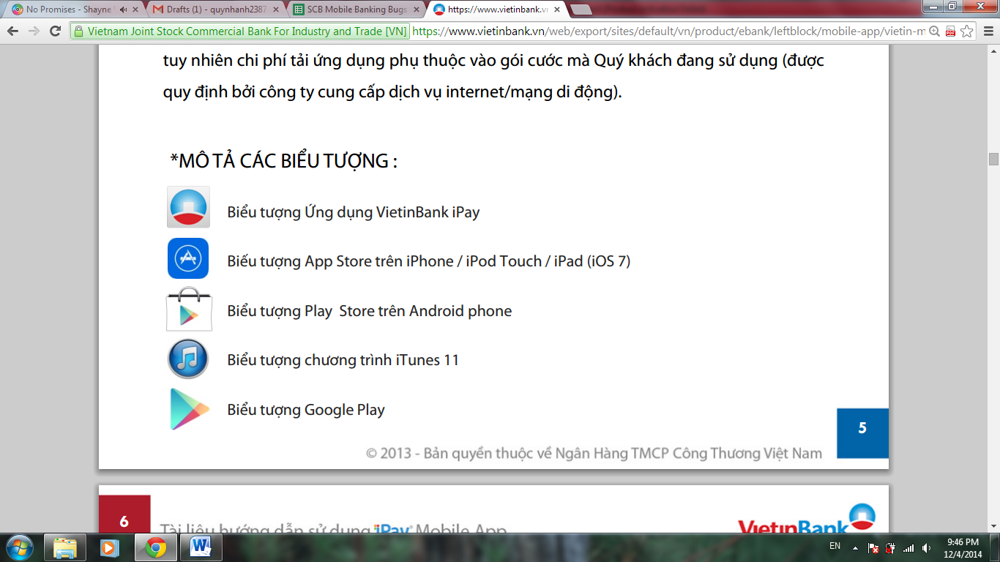 No Promises - Shayne
Drafts (1) - quynhanh2387
SCB Mobile Banking Bugs
https://www.vietinbank.v
Vietnam Joint Stock Commercial Bank For Industry and Trade [VN]
https://www.vietinbank.vn/web/export/sites/default/vn/product/ebank/leftblock/mobile-app/vietin-m
PDF
tuy nhiên chi phí tải ứng dụng phụ thuộc vào gói cước mà Quý khách đang sử dụng (được
quy định bởi công ty cung cấp dịch vụ internet/mạng di động).
*MÔ TẢ CÁC BIỂU TƯỢNG :
Biểu tượng Ứng dụng VietinBank iPay
Biếu tượng App Store trên iPhone / iPod Touch / iPad (iOS 7)
Biểu tượng Play  Store trên Android phone
Biểu tượng chương trình iTunes 11
Biểu tượng Google Play
5
© 2013 - Bản quyền thuộc về Ngân Hàng TMCP Công Thương Việt Nam
6
Tài liệu hướng dẫn sử dụng iPay Mobile App
VietinBank
W
EN
9:46 PM
12/4/2014